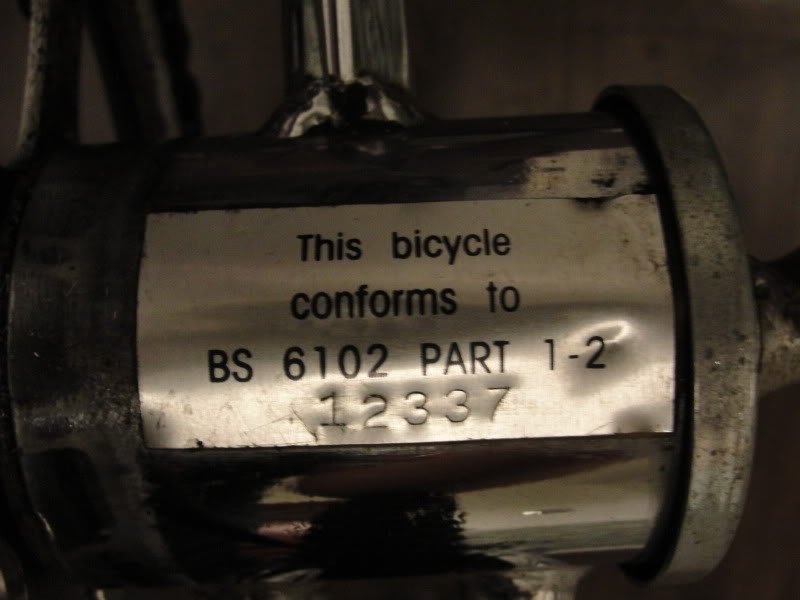 This bicycle
conforms to
BS 6102 PART 1-2
12337